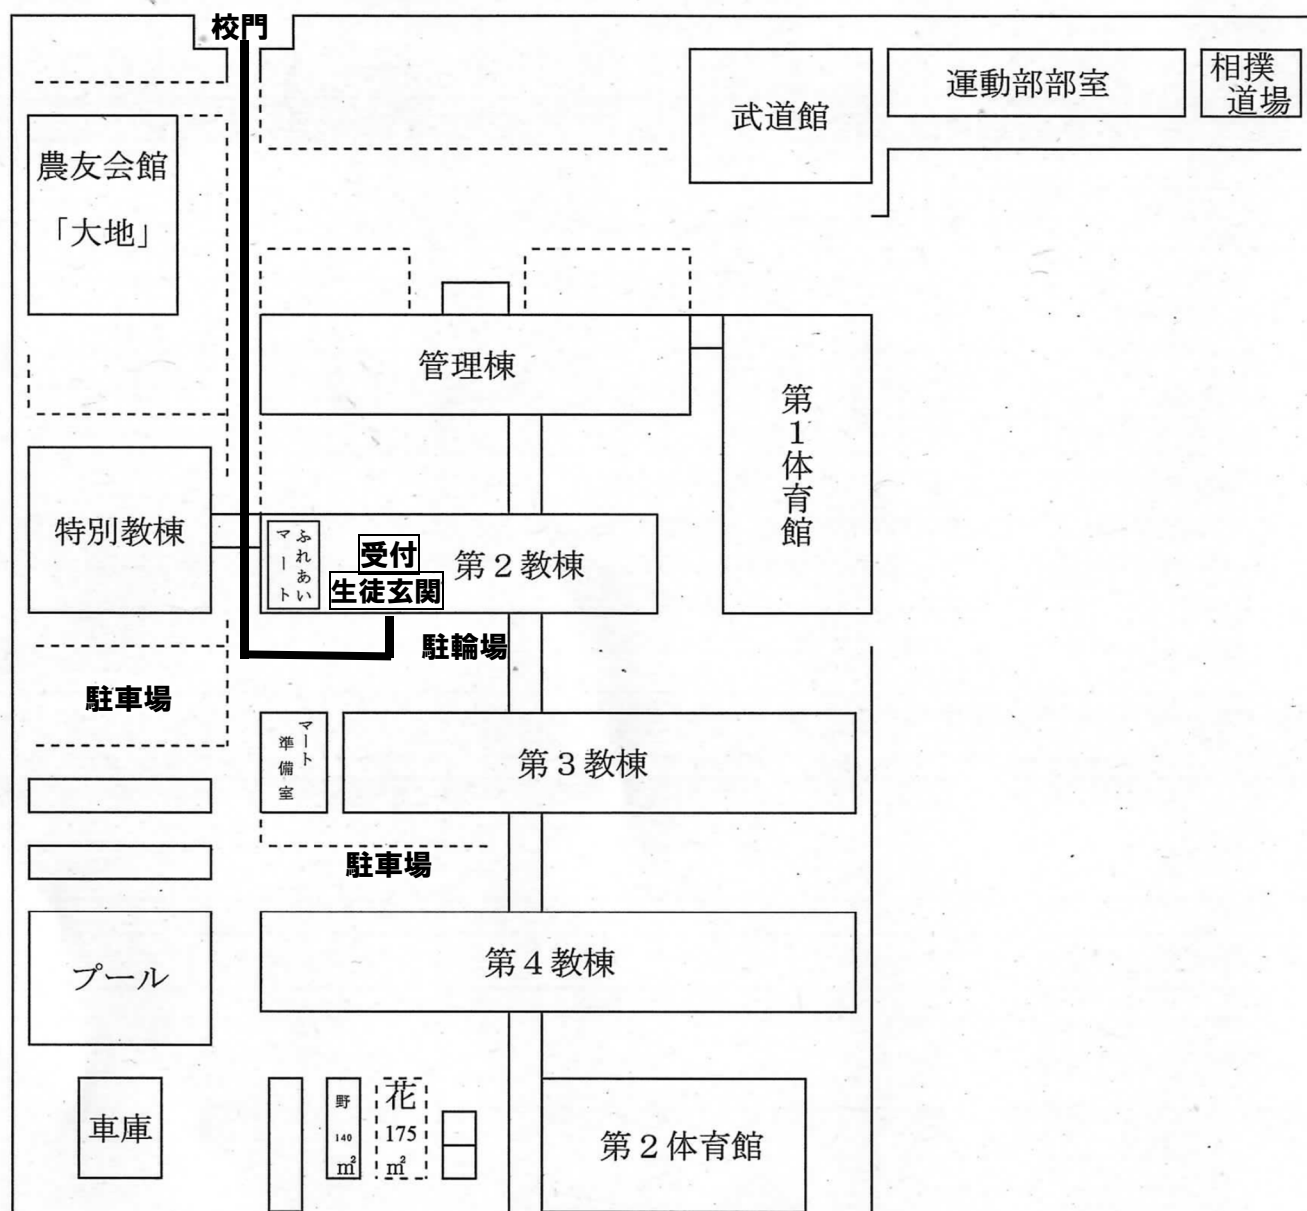 校門
運動部部室
相撲
道場
武道館
農友会館
「大地」
管理棟
第1体育館
特別教棟
ふれあい
マート
受付
生徒玄関
第2教棟
駐輪場
駐車場
マート
準備室
第3教棟
駐車場
プール
第4教棟
車庫
野
140
㎡
花
175
㎡
第2体育館